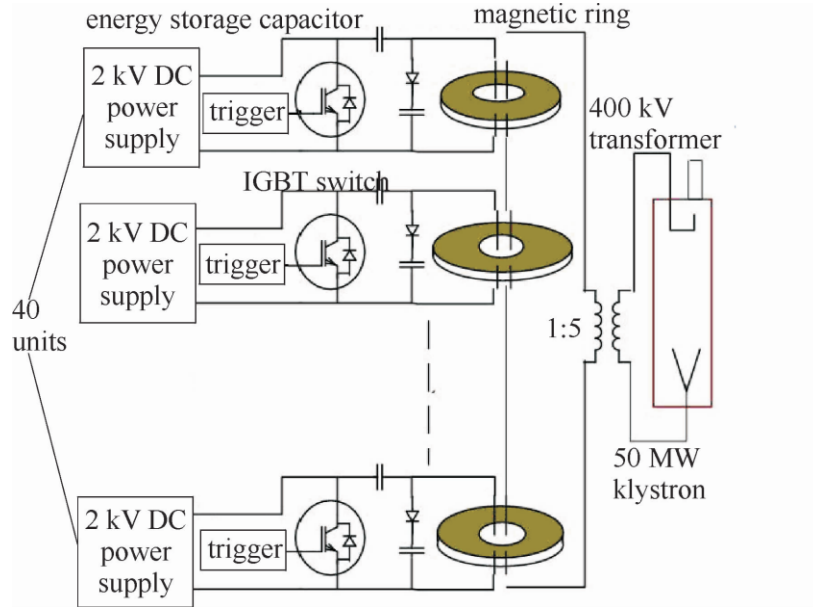 energy storage capacitor
magnetic ring
2 kV DC
power
supply
trigger
400 kV
transformer
IGBT switch
2 kV DC
power
supply
trigger
40
units
1:5
50 MW
klystron
2 kV DC
power
supply
trigger